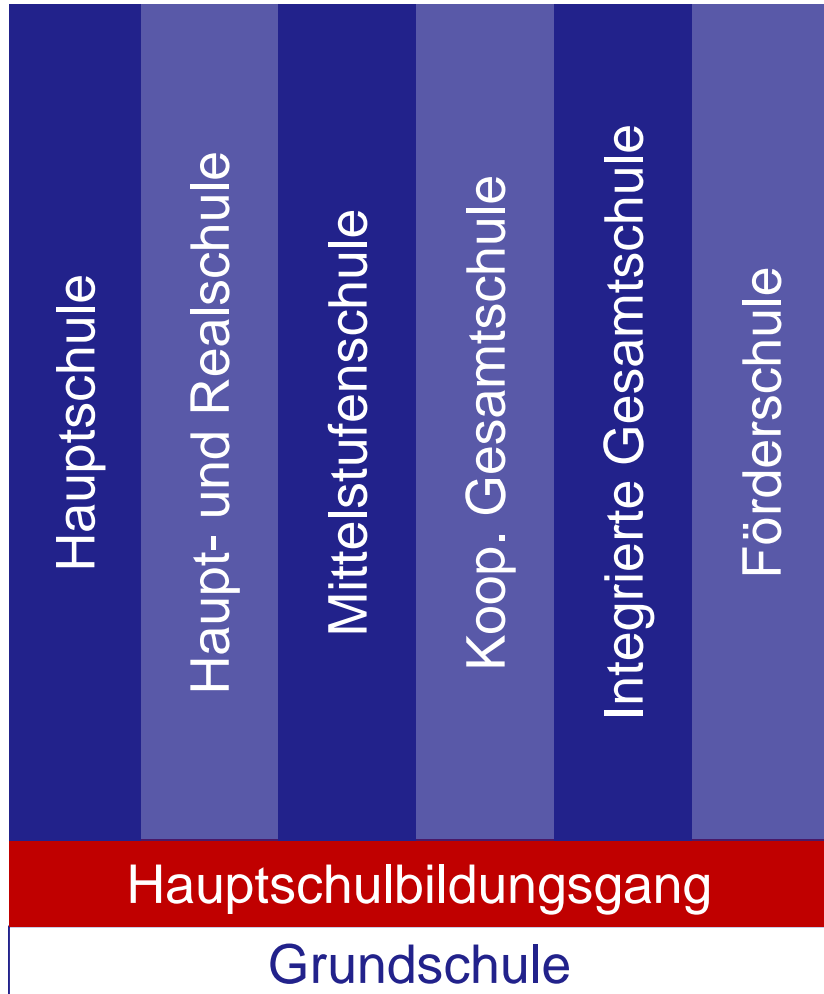 Hauptschule
Haupt- und Realschule
Mittelstufenschule
Koop. Gesamtschule
Integrierte Gesamtschule
Förderschule
Hauptschulbildungsgang
Grundschule